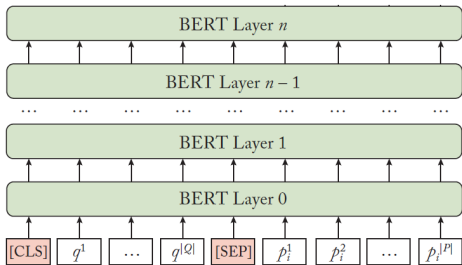 BERT Layer n
BERT Layer n – 1
... ... ... ... ... ... ... ... ...
BERT Layer 1
BERT Layer 0
[CLS] q¹ ... q|Q| [SEP] pᵢ¹ pᵢ² ... pᵢ|P|